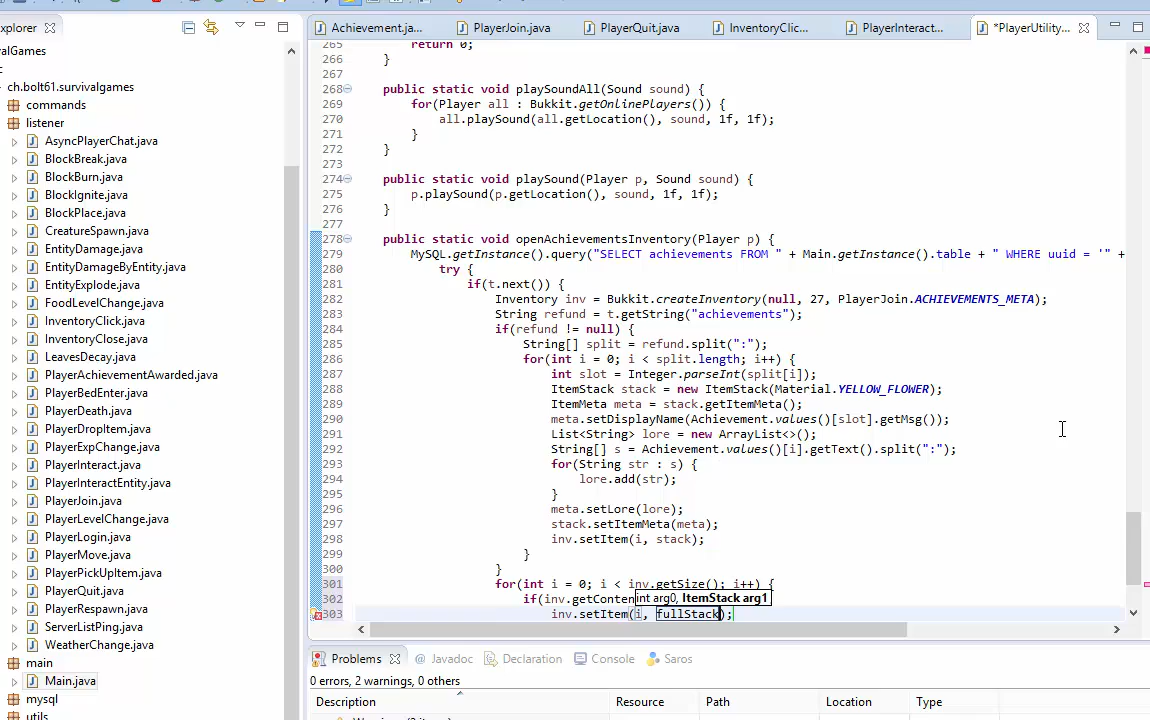 xplorer
Achievement.ja...
PlayerJoin.java
PlayerQuit.java
InventoryClic...
PlayerInteract...
*PlayerUtility....
valGames
ch.bolt61.survivalgames
commands
listener
AsyncPlayerChat.java
BlockBreak.java
BlockBurn.java
BlockIgnite.java
BlockPlace.java
CreatureSpawn.java
EntityDamage.java
EntityDamageByEntity.java
EntityExplode.java
FoodLevelChange.java
InventoryClick.java
InventoryClose.java
LeavesDecay.java
PlayerAchievementAwarded.java
PlayerBedEnter.java
PlayerDeath.java
PlayerDropItem.java
PlayerExpChange.java
PlayerInteract.java
PlayerInteractEntity.java
PlayerJoin.java
PlayerLevelChange.java
PlayerLogin.java
PlayerMove.java
PlayerPickUpItem.java
PlayerQuit.java
PlayerRespawn.java
ServerListPing.java
WeatherChange.java
main
Main.java
mysql
utils
265 return 0;
266 }
267
268 public static void playSoundAll(Sound sound) {
269 for(Player all : Bukkit.getOnlinePlayers()) {
270 all.playSound(all.getLocation(), sound, 1f, 1f);
271 }
272 }
273
274 public static void playSound(Player p, Sound sound) {
275 p.playSound(p.getLocation(), sound, 1f, 1f);
276 }
277
278 public static void openAchievementsInventory(Player p) {
279 MySQL.getInstance().query("SELECT achievements FROM " + Main.getInstance().table + " WHERE uuid = '" +
280 try {
281 if(t.next()) {
282 Inventory inv = Bukkit.createInventory(null, 27, PlayerJoin.ACHIEVEMENTS_META);
283 String refund = t.getString("achievements");
284 if(refund != null) {
285 String[] split = refund.split(":");
286 for(int i = 0; i < split.length; i++) {
287 int slot = Integer.parseInt(split[i]);
288 ItemStack stack = new ItemStack(Material.YELLOW_FLOWER);
289 ItemMeta meta = stack.getItemMeta();
290 meta.setDisplayName(Achievement.values()[slot].getMsg());
291 List<String> lore = new ArrayList<>();
292 String[] s = Achievement.values()[i].getText().split(":");
293 for(String str : s) {
294 lore.add(str);
295 }
296 meta.setLore(lore);
297 stack.setItemMeta(meta);
298 inv.setItem(i, stack);
299 }
300 }
301 for(int i = 0; i < inv.getSize(); i++) {
302 if(inv.getConten
int arg0, ItemStack arg1
303 inv.setItem(i, fullStack);
Problems
@ Javadoc
Declaration
Console
Saros
0 errors, 2 warnings, 0 others
Description Resource Path Location Type